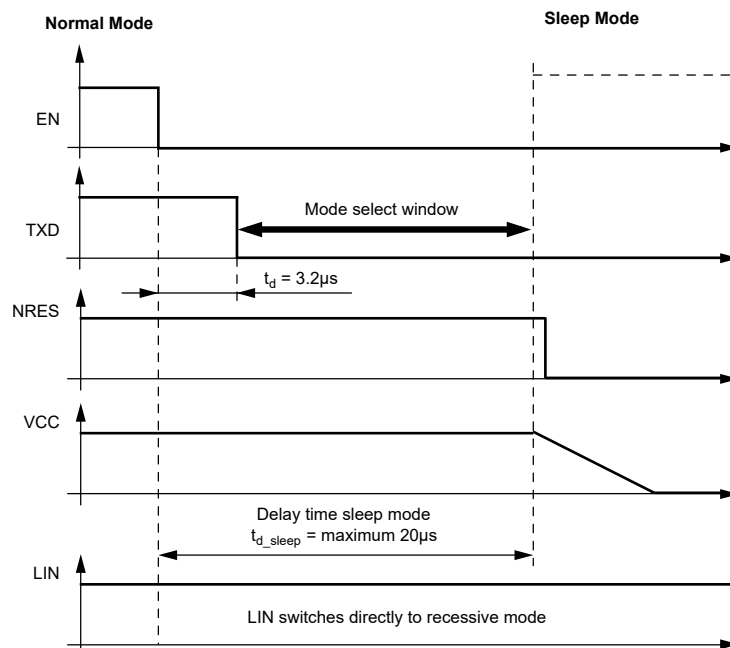 Normal Mode
Sleep Mode
EN
TXD
Mode select window
t_d = 3.2µs
NRES
VCC
Delay time sleep mode
t_d_sleep = maximum 20µs
LIN
LIN switches directly to recessive mode